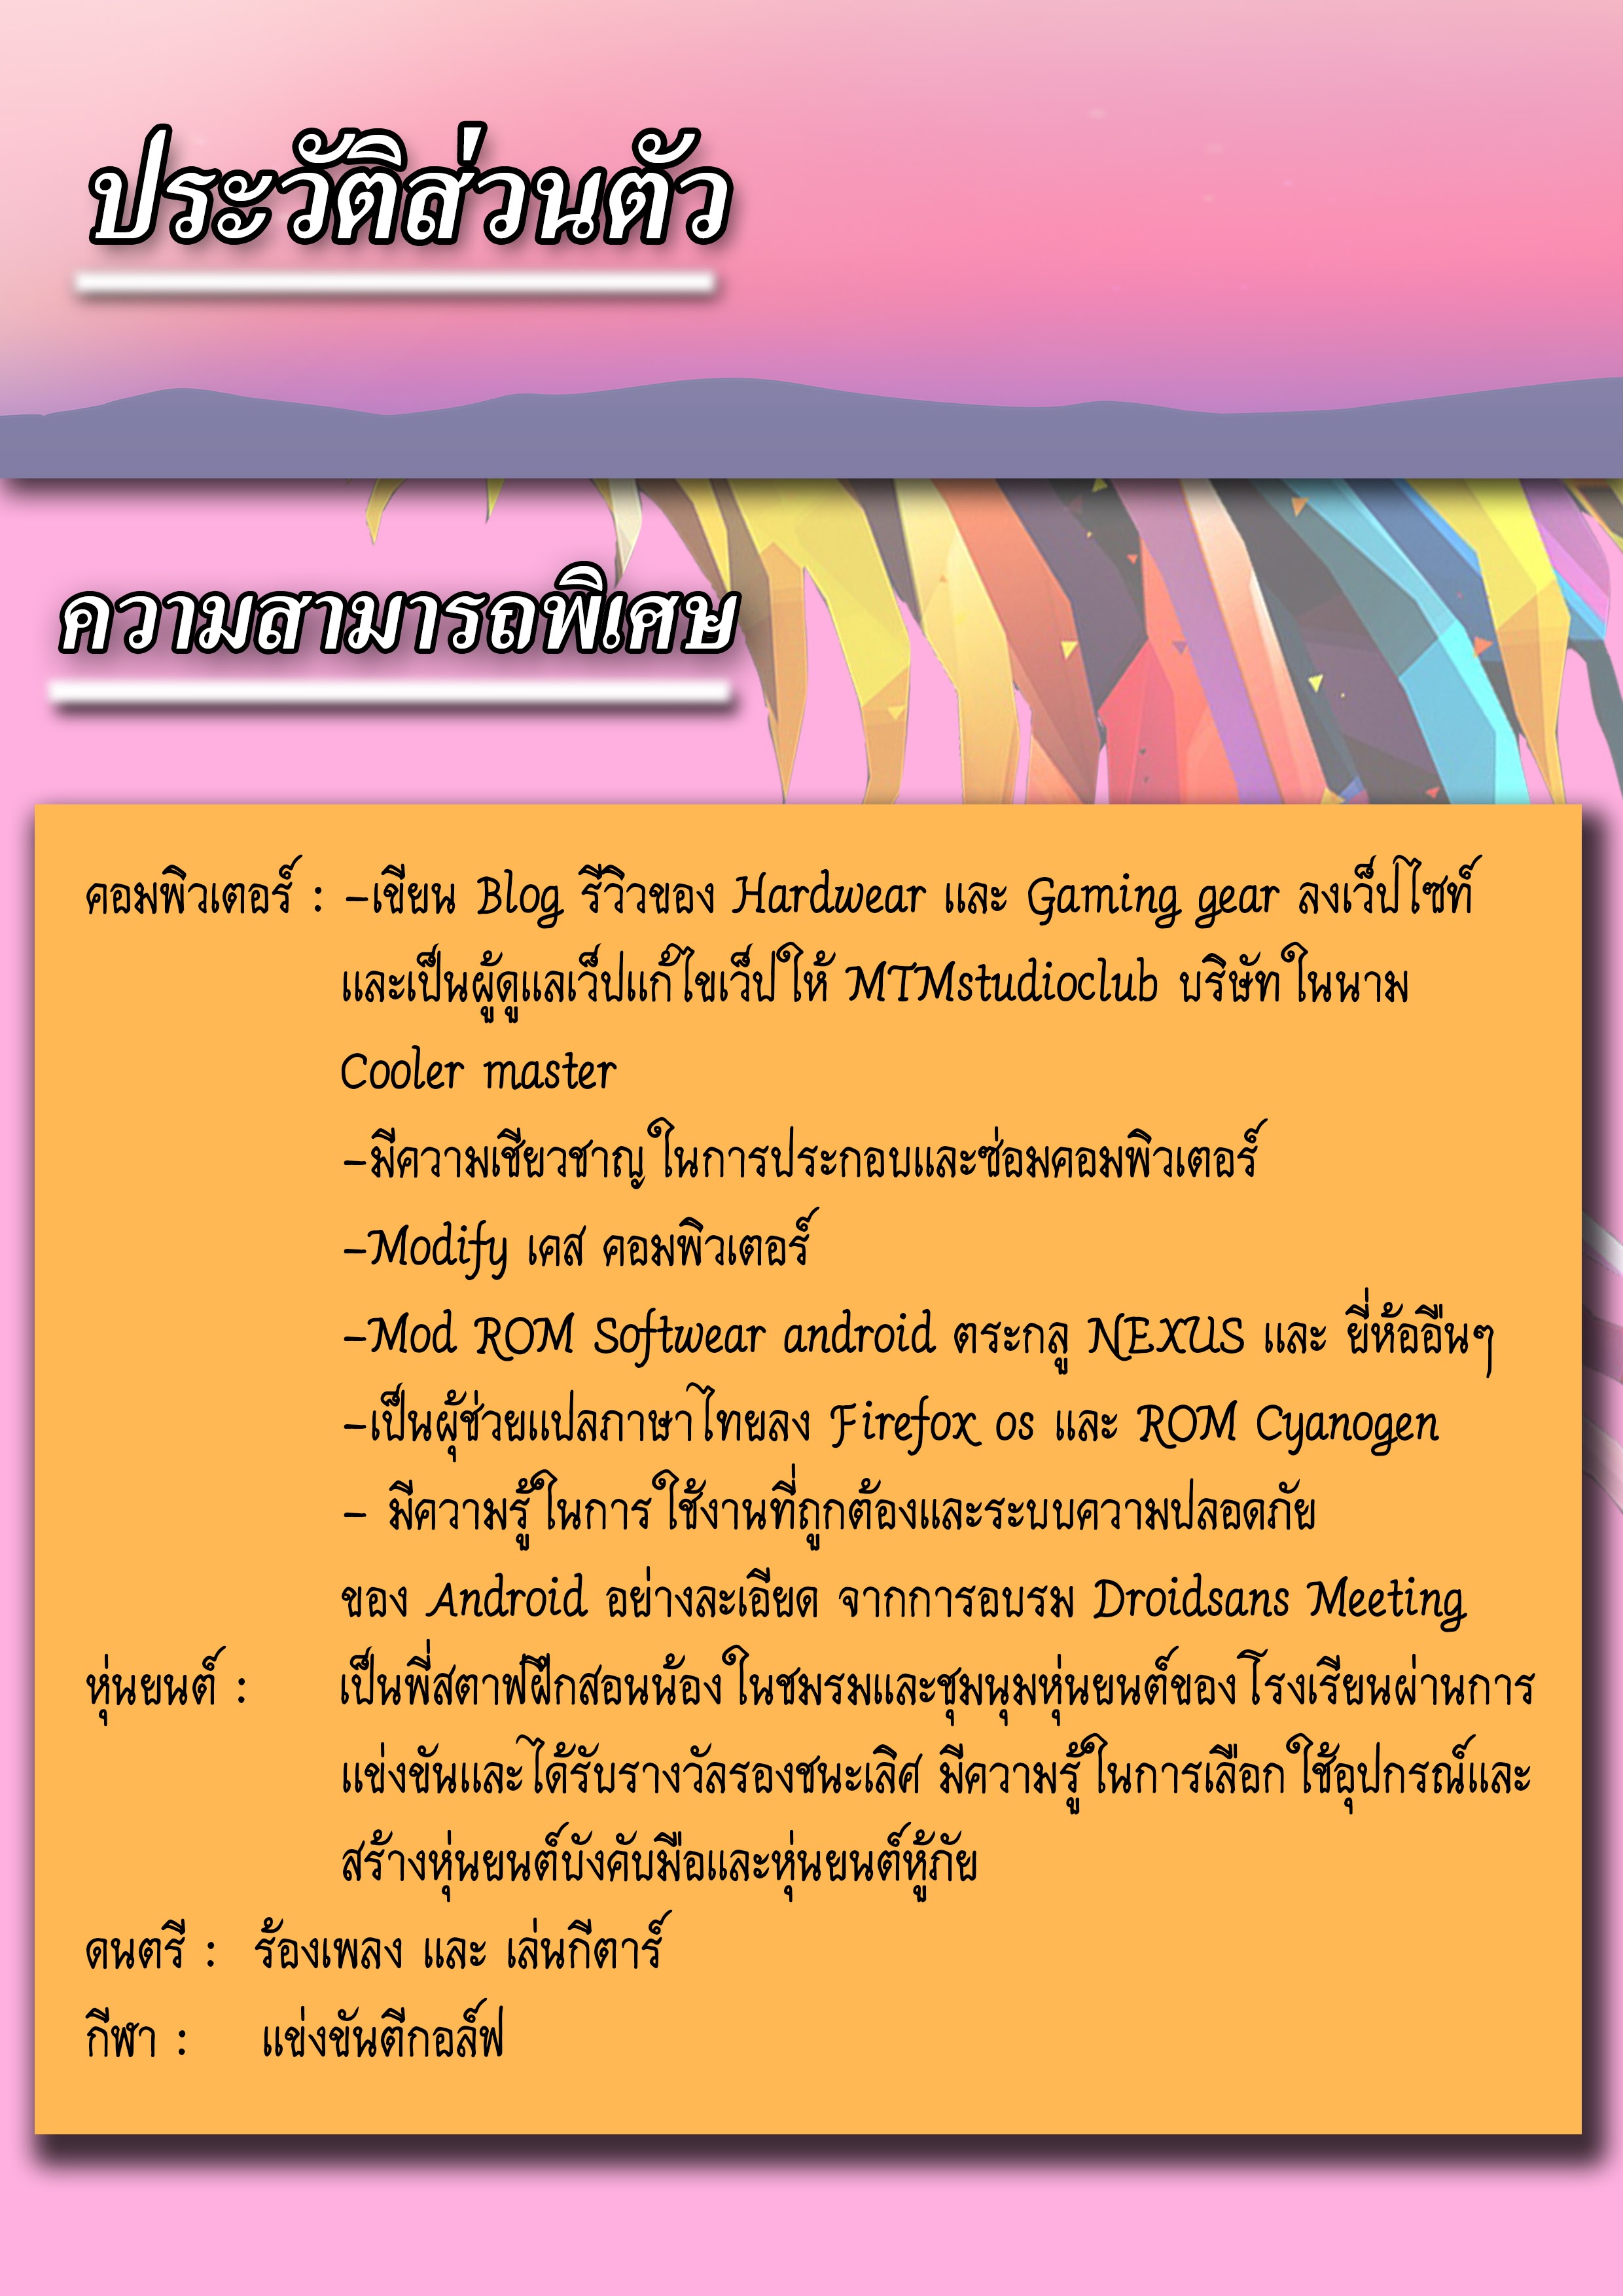 ประวัติส่วนตัว
ความสามารถพิเศษ
คอมพิวเตอร์ : -เขียน Blog รีวิวของ Hardwear และ Gaming gear ลงเว็ปไซท์
และเป็นผู้ดูแลเว็ปแก้ไขเว็ปให้ MTMstudioclub บริษัทในนาม
Cooler master
-มีความเชียวชาญในการประกอบและซ่อมคอมพิวเตอร์
-Modify เคส คอมพิวเตอร์
-Mod ROM Softwear android ตระกลู NEXUS และ ยี่ห้ออืนๆ
-เป็นผุ้ช่วยแปลภาษาไทยลง Firefox os และ ROM Cyanogen
- มีความรู้ในการใช้งานที่ถูกต้องและระบบความปลอดภัย
ของ Android อย่างละเอียด จากการอบรม Droidsans Meeting
หุ่นยนต์ : เป็นพี่สตาฟฝึกสอนน้องในชมรมและชุมนุมหุ่นยนต์ของโรงเรียนผ่านการ
แข่งขันและได้รับรางวัลรองชนะเลิศ มีความรู้ในการเลือกใช้อุปกรณ์และ
สร้างหุ่นยนต์บังคับมือและหุ่นยนต์หู้ภัย
ดนตรี : ร้องเพลง และ เล่นกีตาร์
กีฬา : แข่งขันตีกอล์ฟ